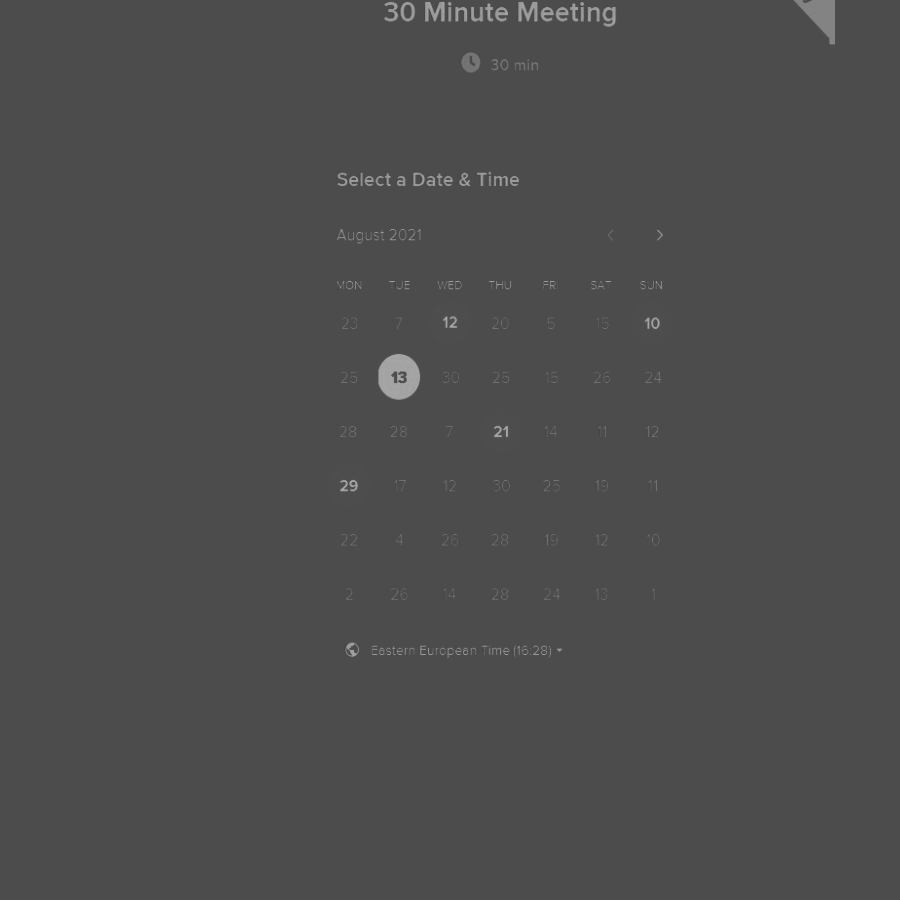 30 Minute Meeting
30 min
Select a Date & Time
August 2021
MON TUE WED THU FRI SAT SUN
23 7 12 20 5 15 10
25 13 30 25 15 26 24
28 28 7 21 14 11 12
29 17 12 30 25 19 11
22 4 26 28 19 12 10
2 26 14 28 24 13 1
Eastern European Time (16:28)